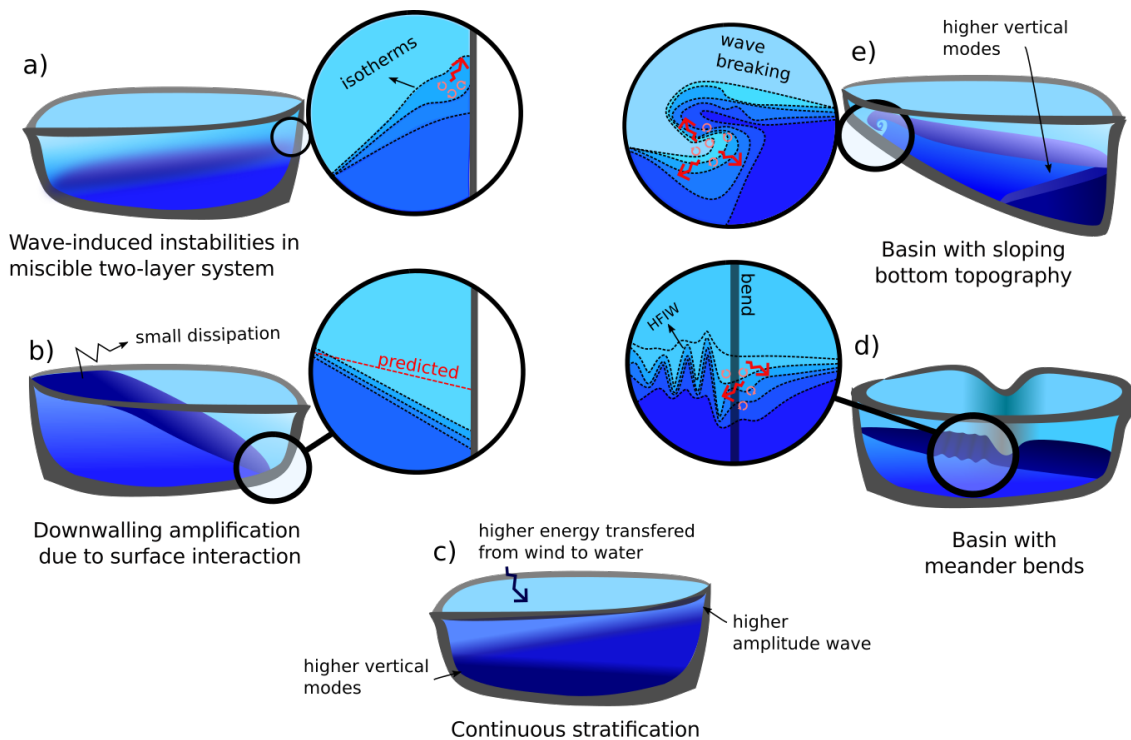 a)
isotherms
Wave-induced instabilities in
miscible two-layer system
b)
small dissipation
predicted
Downwalling amplification
due to surface interaction
c)
higher energy transfered
from wind to water
higher
amplitude wave
higher vertical
modes
Continuous stratification
wave
breaking
e)
higher vertical
modes
Basin with sloping
bottom topography
HFIW
bend
d)
Basin with
meander bends